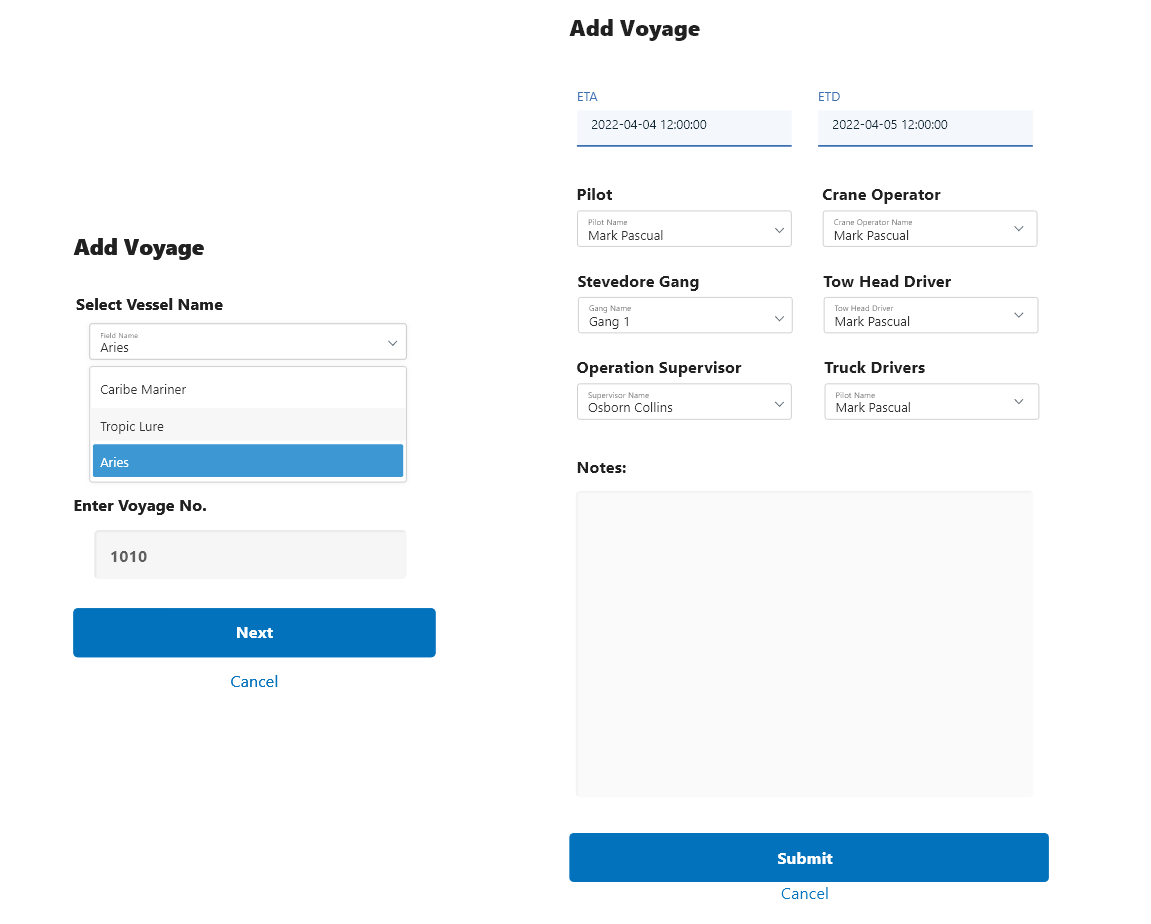 Add Voyage
Select Vessel Name
Field Name
Aries
Caribe Mariner
Tropic Lure
Aries
Enter Voyage No.
1010
Next
Cancel
Add Voyage
ETA
ETD
2022-04-04 12:00:00
2022-04-05 12:00:00
Pilot
Crane Operator
Pilot Name
Mark Pascual
Crane Operator Name
Mark Pascual
Stevedore Gang
Tow Head Driver
Gang Name
Gang 1
Tow Head Driver
Mark Pascual
Operation Supervisor
Truck Drivers
Supervisor Name
Osborn Collins
Pilot Name
Mark Pascual
Notes:
Submit
Cancel